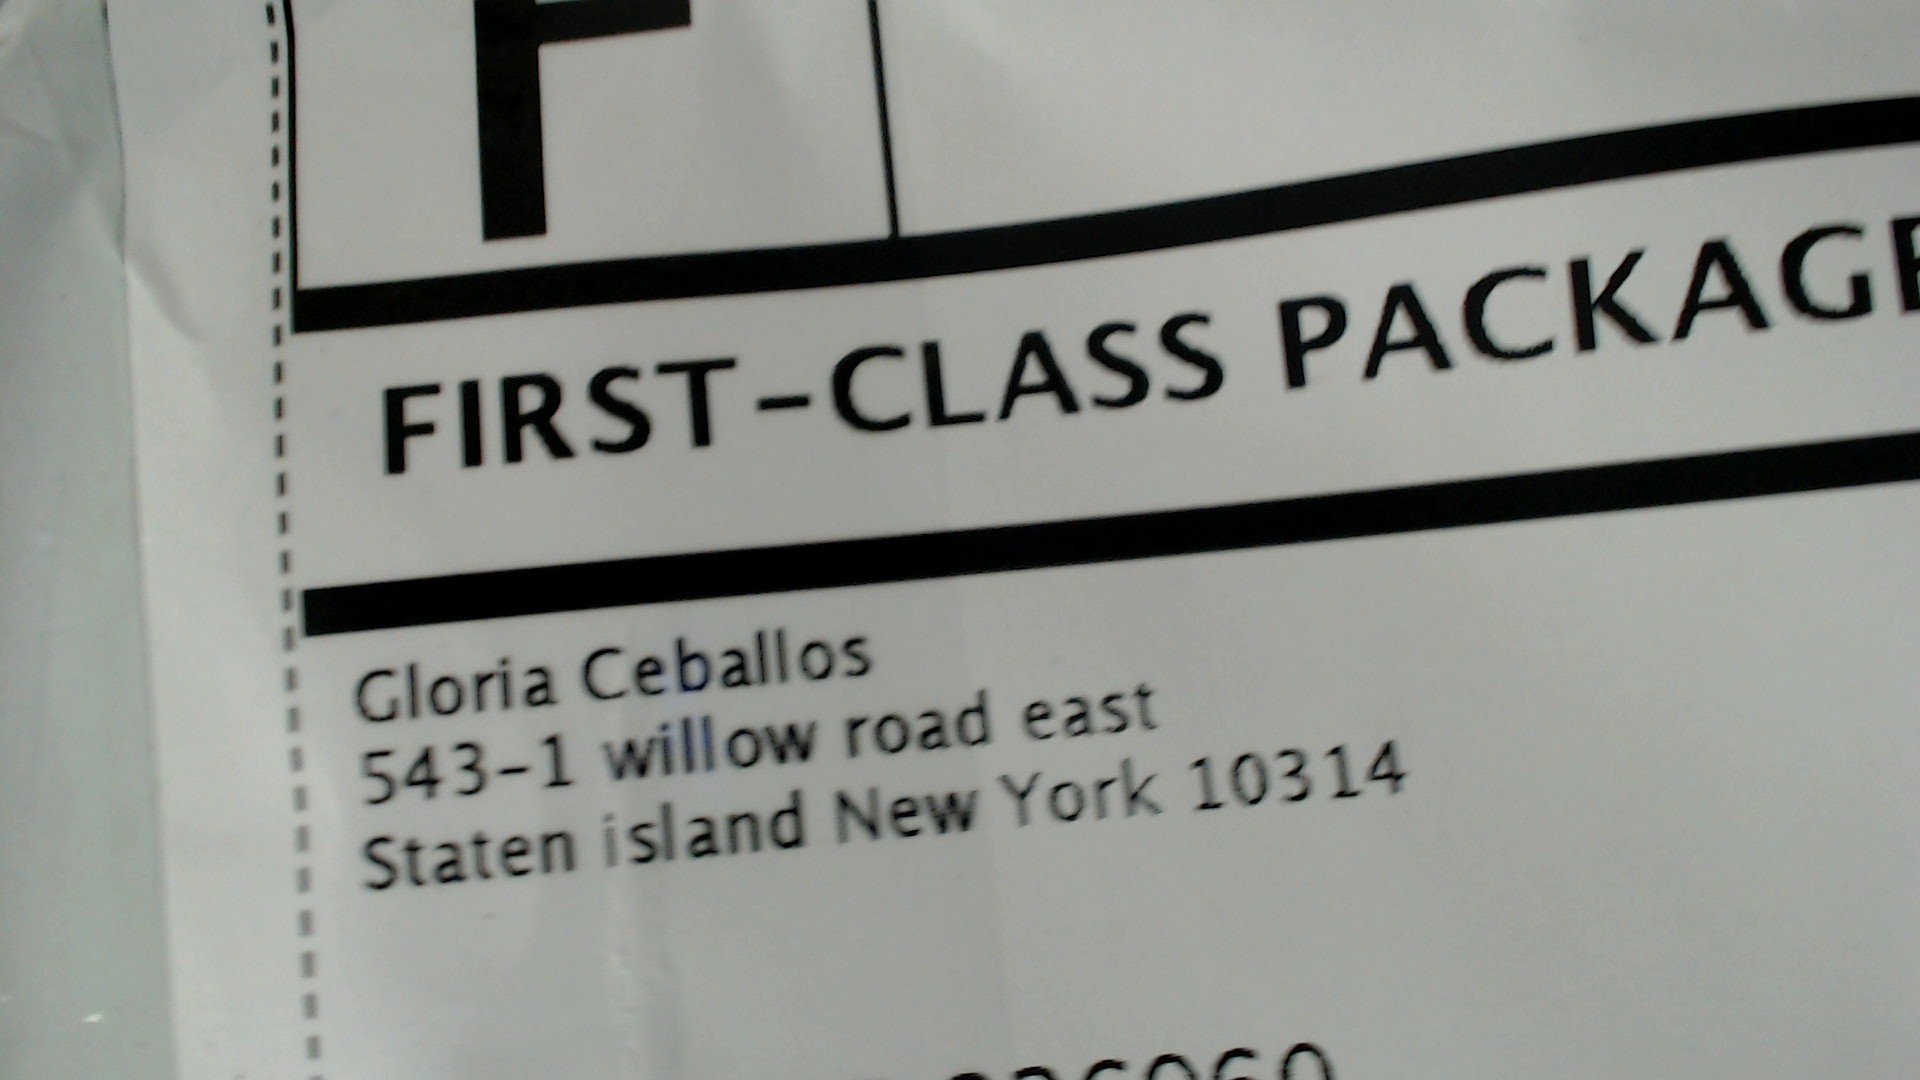 F
FIRST-CLASS PACKAGE
Gloria Ceballos
543-1 willow road east
Staten island New York 10314